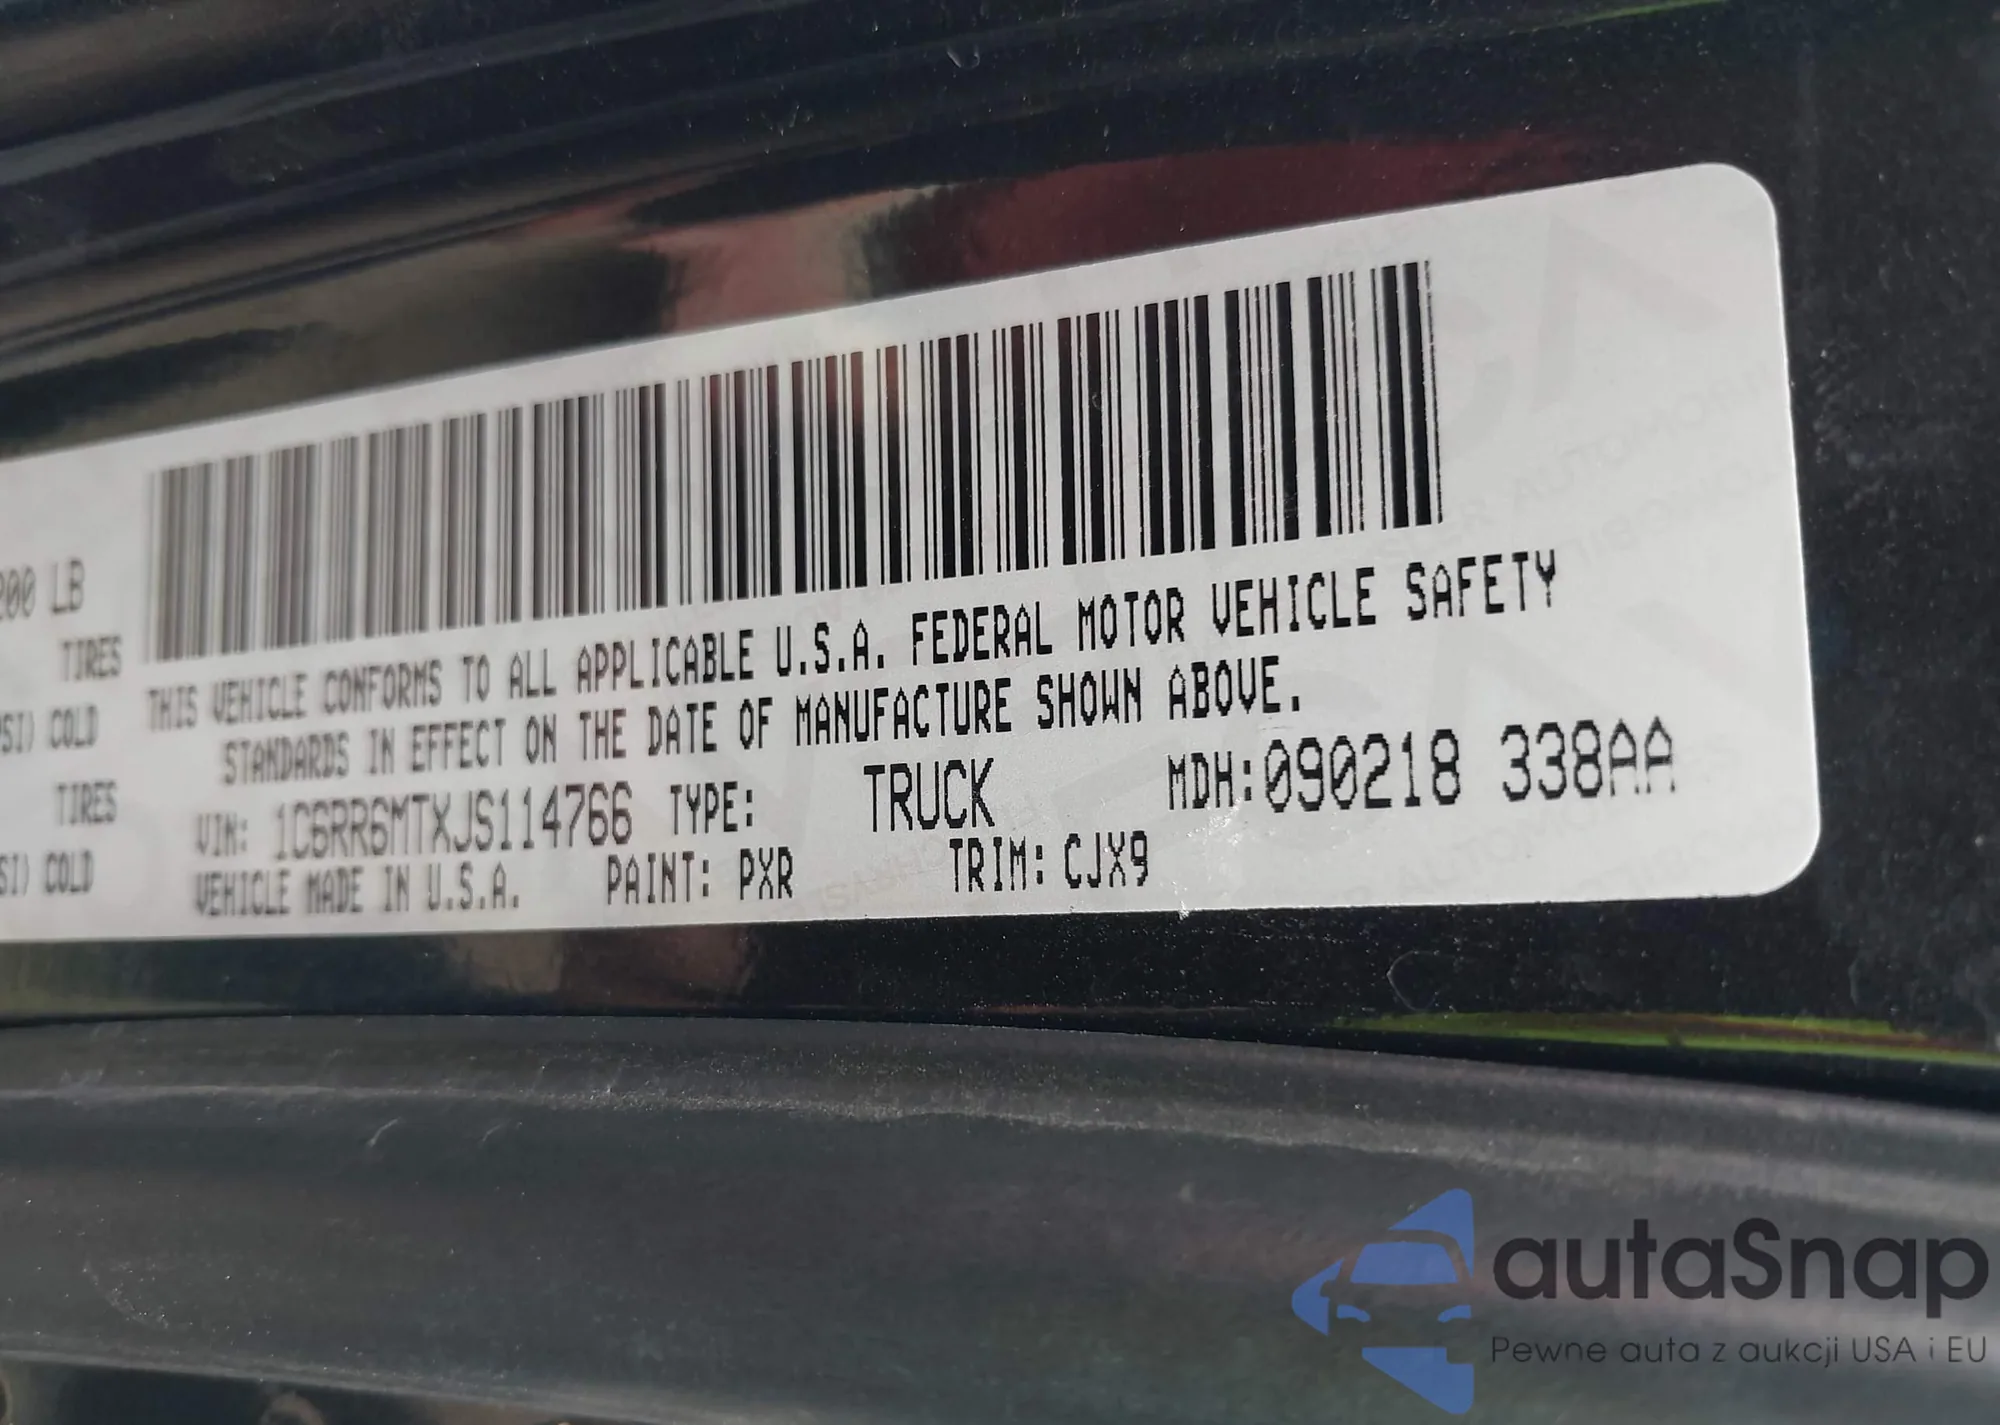 200 LB
TIRES
SI) COLD
TIRES
SI) COLD
THIS VEHICLE CONFORMS TO ALL APPLICABLE U.S.A. FEDERAL MOTOR VEHICLE SAFETY
STANDARDS IN EFFECT ON THE DATE OF MANUFACTURE SHOWN ABOVE.
VIN: 1C6RR6MTXJS114766 TYPE: TRUCK MDH:090218 338AA
VEHICLE MADE IN U.S.A. PAINT: PXR TRIM: CJX9
autaSnap
Pewne auta z aukcji USA i EU